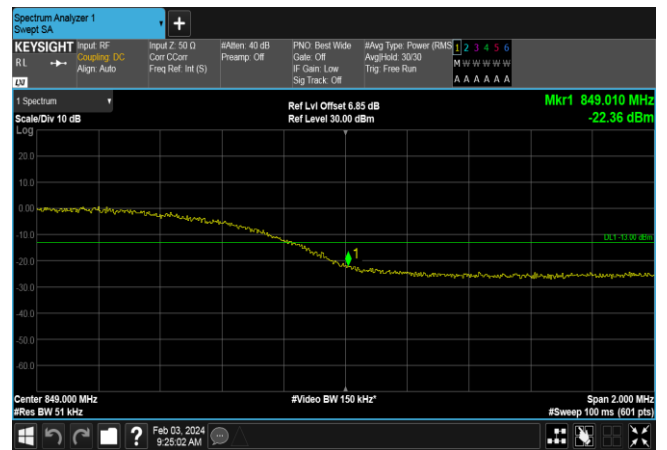 Spectrum Analyzer 1
Swept SA
+
KEYSIGHT Input: RF Input Z: 50 Ω #Atten: 40 dB PNO: Best Wide #Avg Type: Power (RMS 1 2 3 4 5 6
RL Coupling: DC Corr CCorr Preamp: Off Gate: Off Avg|Hold: 30/30 M W W W W W
Align: Auto Freq Ref: Int (S) IF Gain: Low Trig: Free Run
LXI Sig Track: Off A A A A A A
1 Spectrum Ref Lvl Offset 6.85 dB Mkr1 849.010 MHz
Scale/Div 10 dB Ref Level 30.00 dBm -22.36 dBm
Log
20.0
10.0
0.00
-10.0
DL1 -13.00 dBm
1
-20.0
-30.0
-40.0
-50.0
-60.0
Center 849.000 MHz #Video BW 150 kHz* Span 2.000 MHz
#Res BW 51 kHz #Sweep 100 ms (601 pts)
? Feb 03, 2024
9:25:02 AM